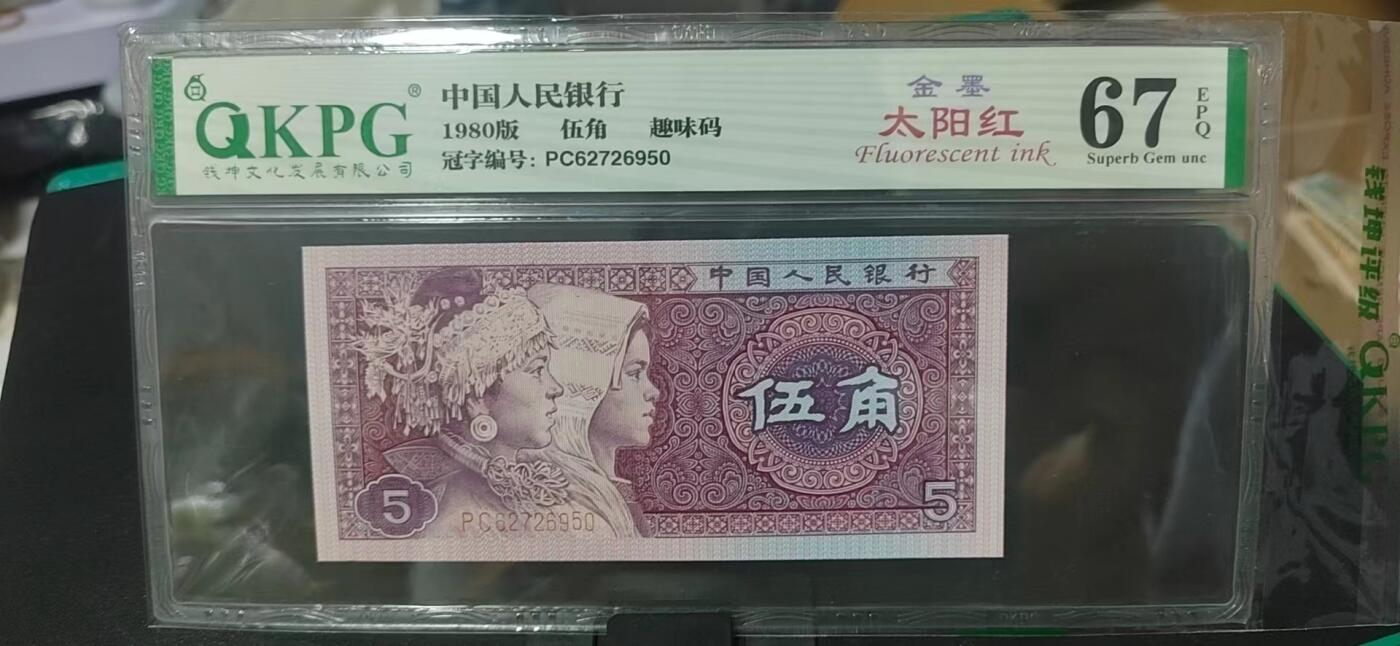 QKPG®
钱坤文化发展有限公司
中国人民银行
1980版 伍角 趣味码
冠字编号: PC62726950
金墨
太阳红
Fluorescent ink
67
EPQ
Superb Gem unc
中国人民银行
伍角
5
PC62726950
5
钱坤评级